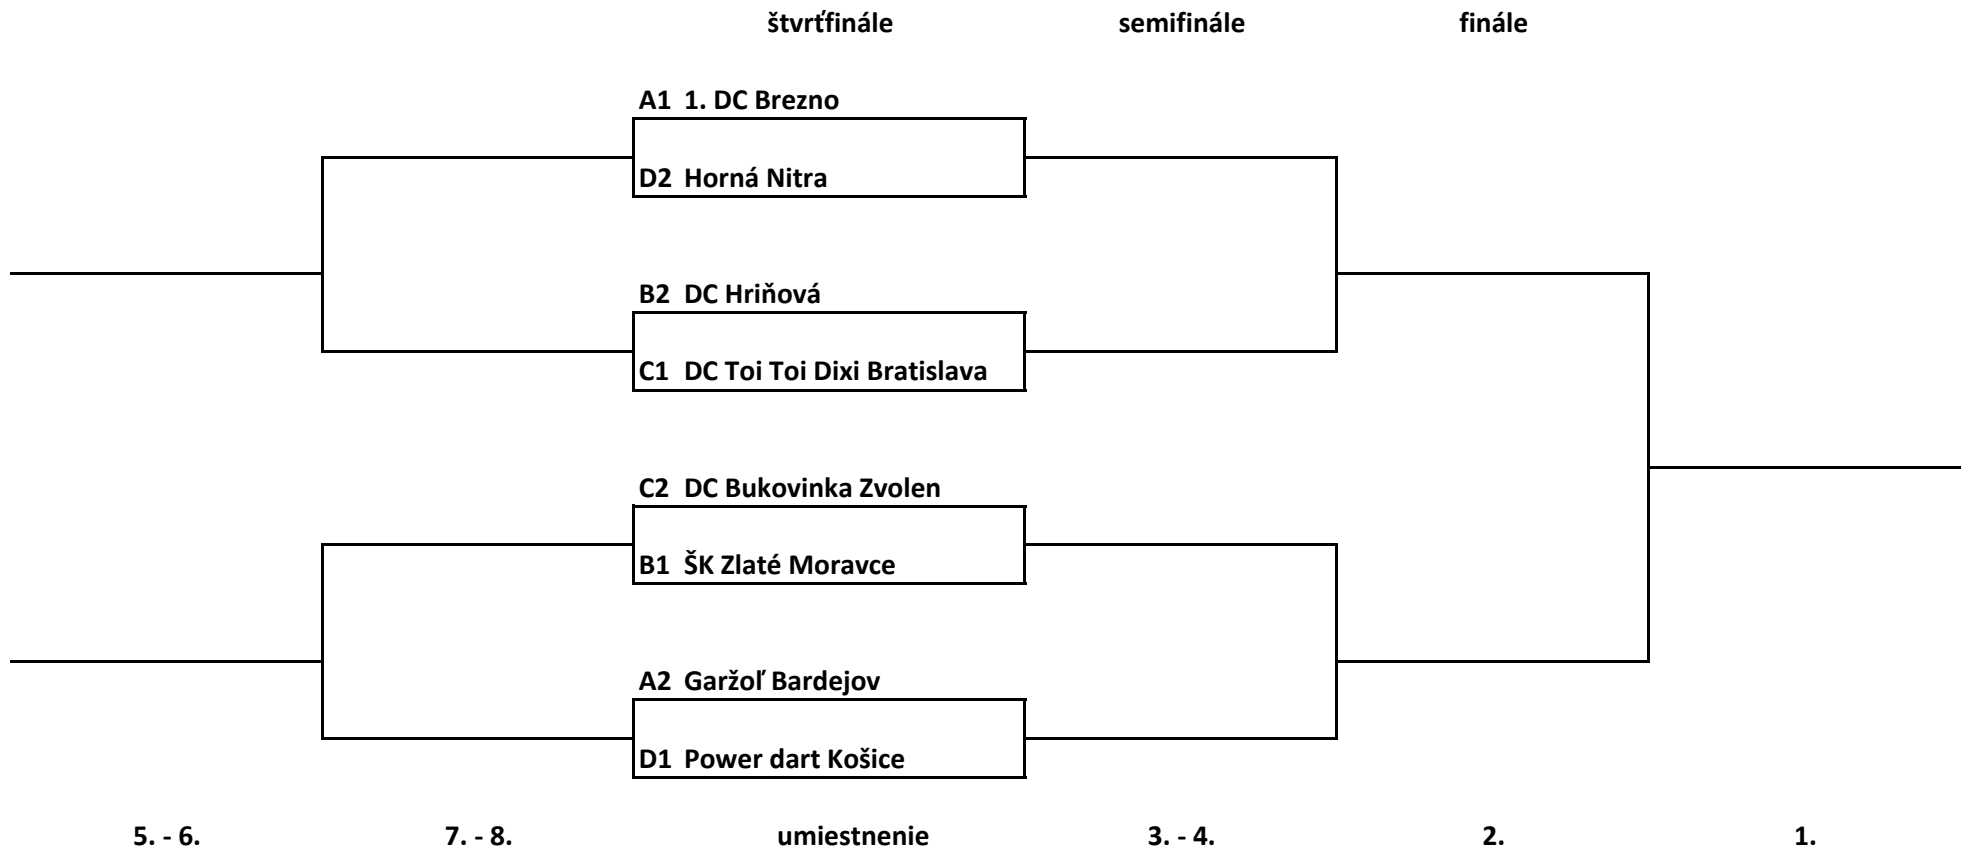 štvrťfinále semifinále finále
A1 1. DC Brezno
D2 Horná Nitra
B2 DC Hriňová
C1 DC Toi Toi Dixi Bratislava
C2 DC Bukovinka Zvolen
B1 ŠK Zlaté Moravce
A2 Garžoľ Bardejov
D1 Power dart Košice
5. - 6. 7. - 8. umiestnenie 3. - 4. 2. 1.